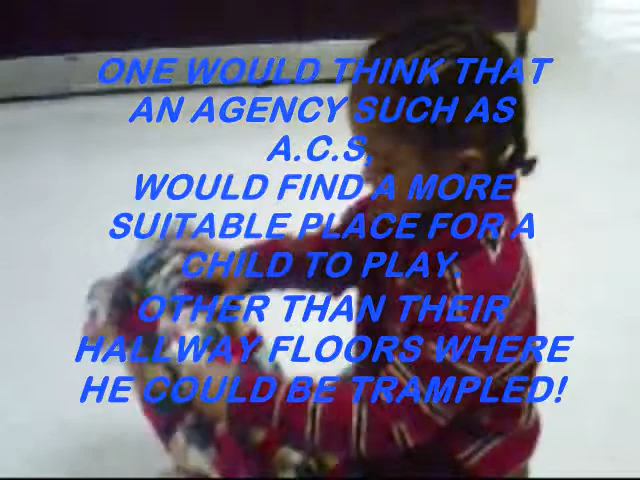 ONE WOULD THINK THAT
AN AGENCY SUCH AS
A.C.S,
WOULD FIND A MORE
SUITABLE PLACE FOR A
CHILD TO PLAY,
OTHER THAN THEIR
HALLWAY FLOORS WHERE
HE COULD BE TRAMPLED!